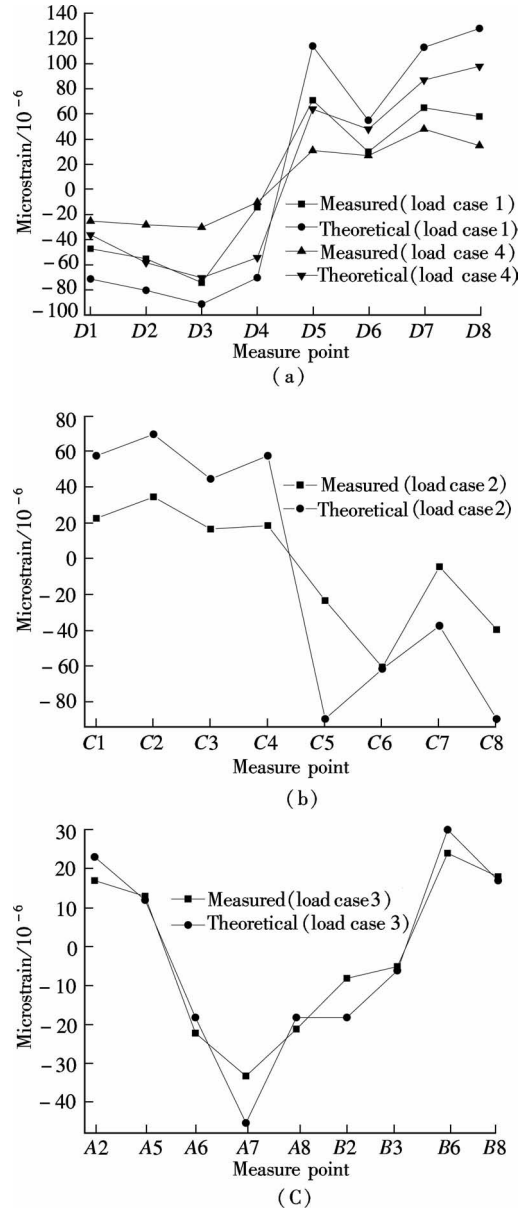 140
120
100
80
60
40
20
0
−20
−40
−60
−80
−100
Microstrain/10⁻⁶
Measured (load case 1)
Theoretical (load case 1)
Measured (load case 4)
Theoretical (load case 4)
D1 D2 D3 D4 D5 D6 D7 D8
Measure point
(a)
80
60
40
20
0
−20
−40
−60
−80
Microstrain/10⁻⁶
Measured (load case 2)
Theoretical (load case 2)
C1 C2 C3 C4 C5 C6 C7 C8
Measure point
(b)
30
20
10
0
−10
−20
−30
−40
Microstrain/10⁻⁶
Measured (load case 3)
Theoretical (load case 3)
A2 A5 A6 A7 A8 B2 B3 B6 B8
Measure point
(C)